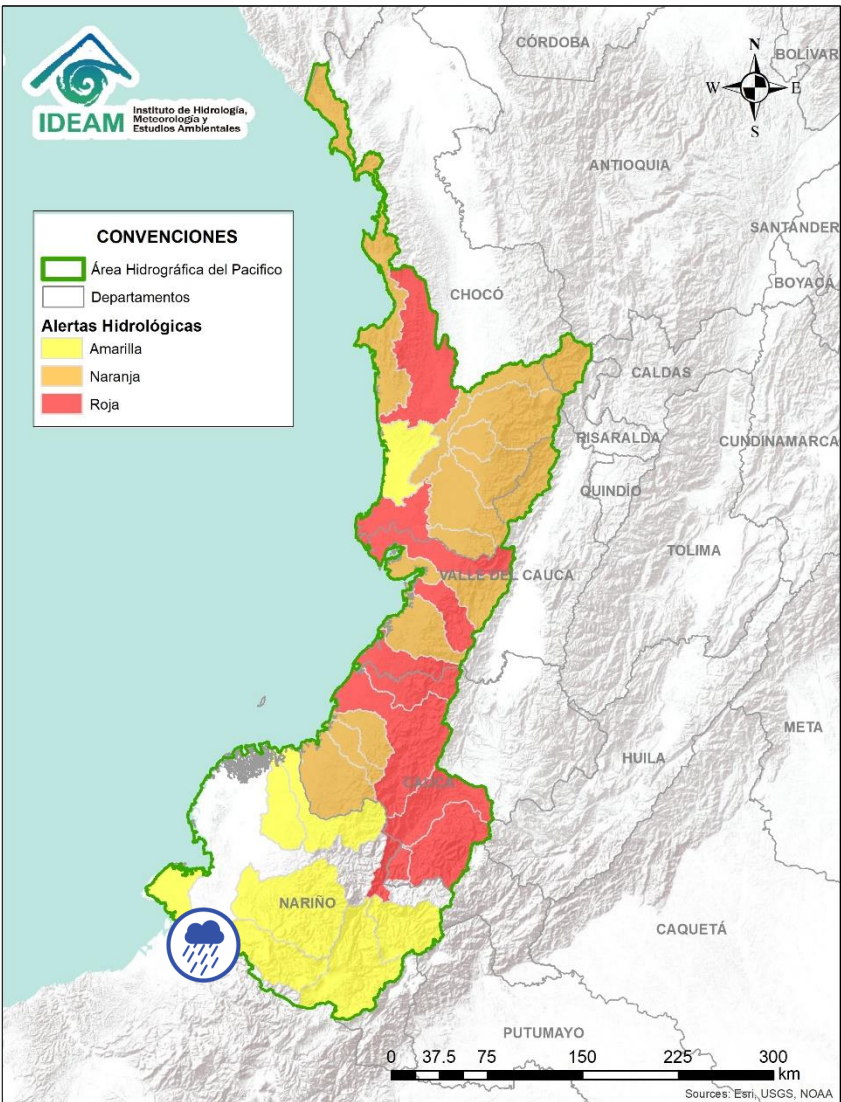 IDEAM
Instituto de Hidrología,
Meteorología y
Estudios Ambientales
CONVENCIONES
Área Hidrográfica del Pacifico
Departamentos
Alertas Hidrológicas
Amarilla
Naranja
Roja
N
W
E
S
CÓRDOBA
BOLÍVAR
ANTIOQUIA
SANTANDER
BOYACÁ
CHOCÓ
CALDAS
RISARALDA
CUNDINAMARCA
QUINDÍO
TOLIMA
VALLE DEL CAUCA
META
HUILA
CAUCA
NARIÑO
CAQUETÁ
PUTUMAYO
0 37.5 75 150 225 300
km
Sources: Esri, USGS, NOAA